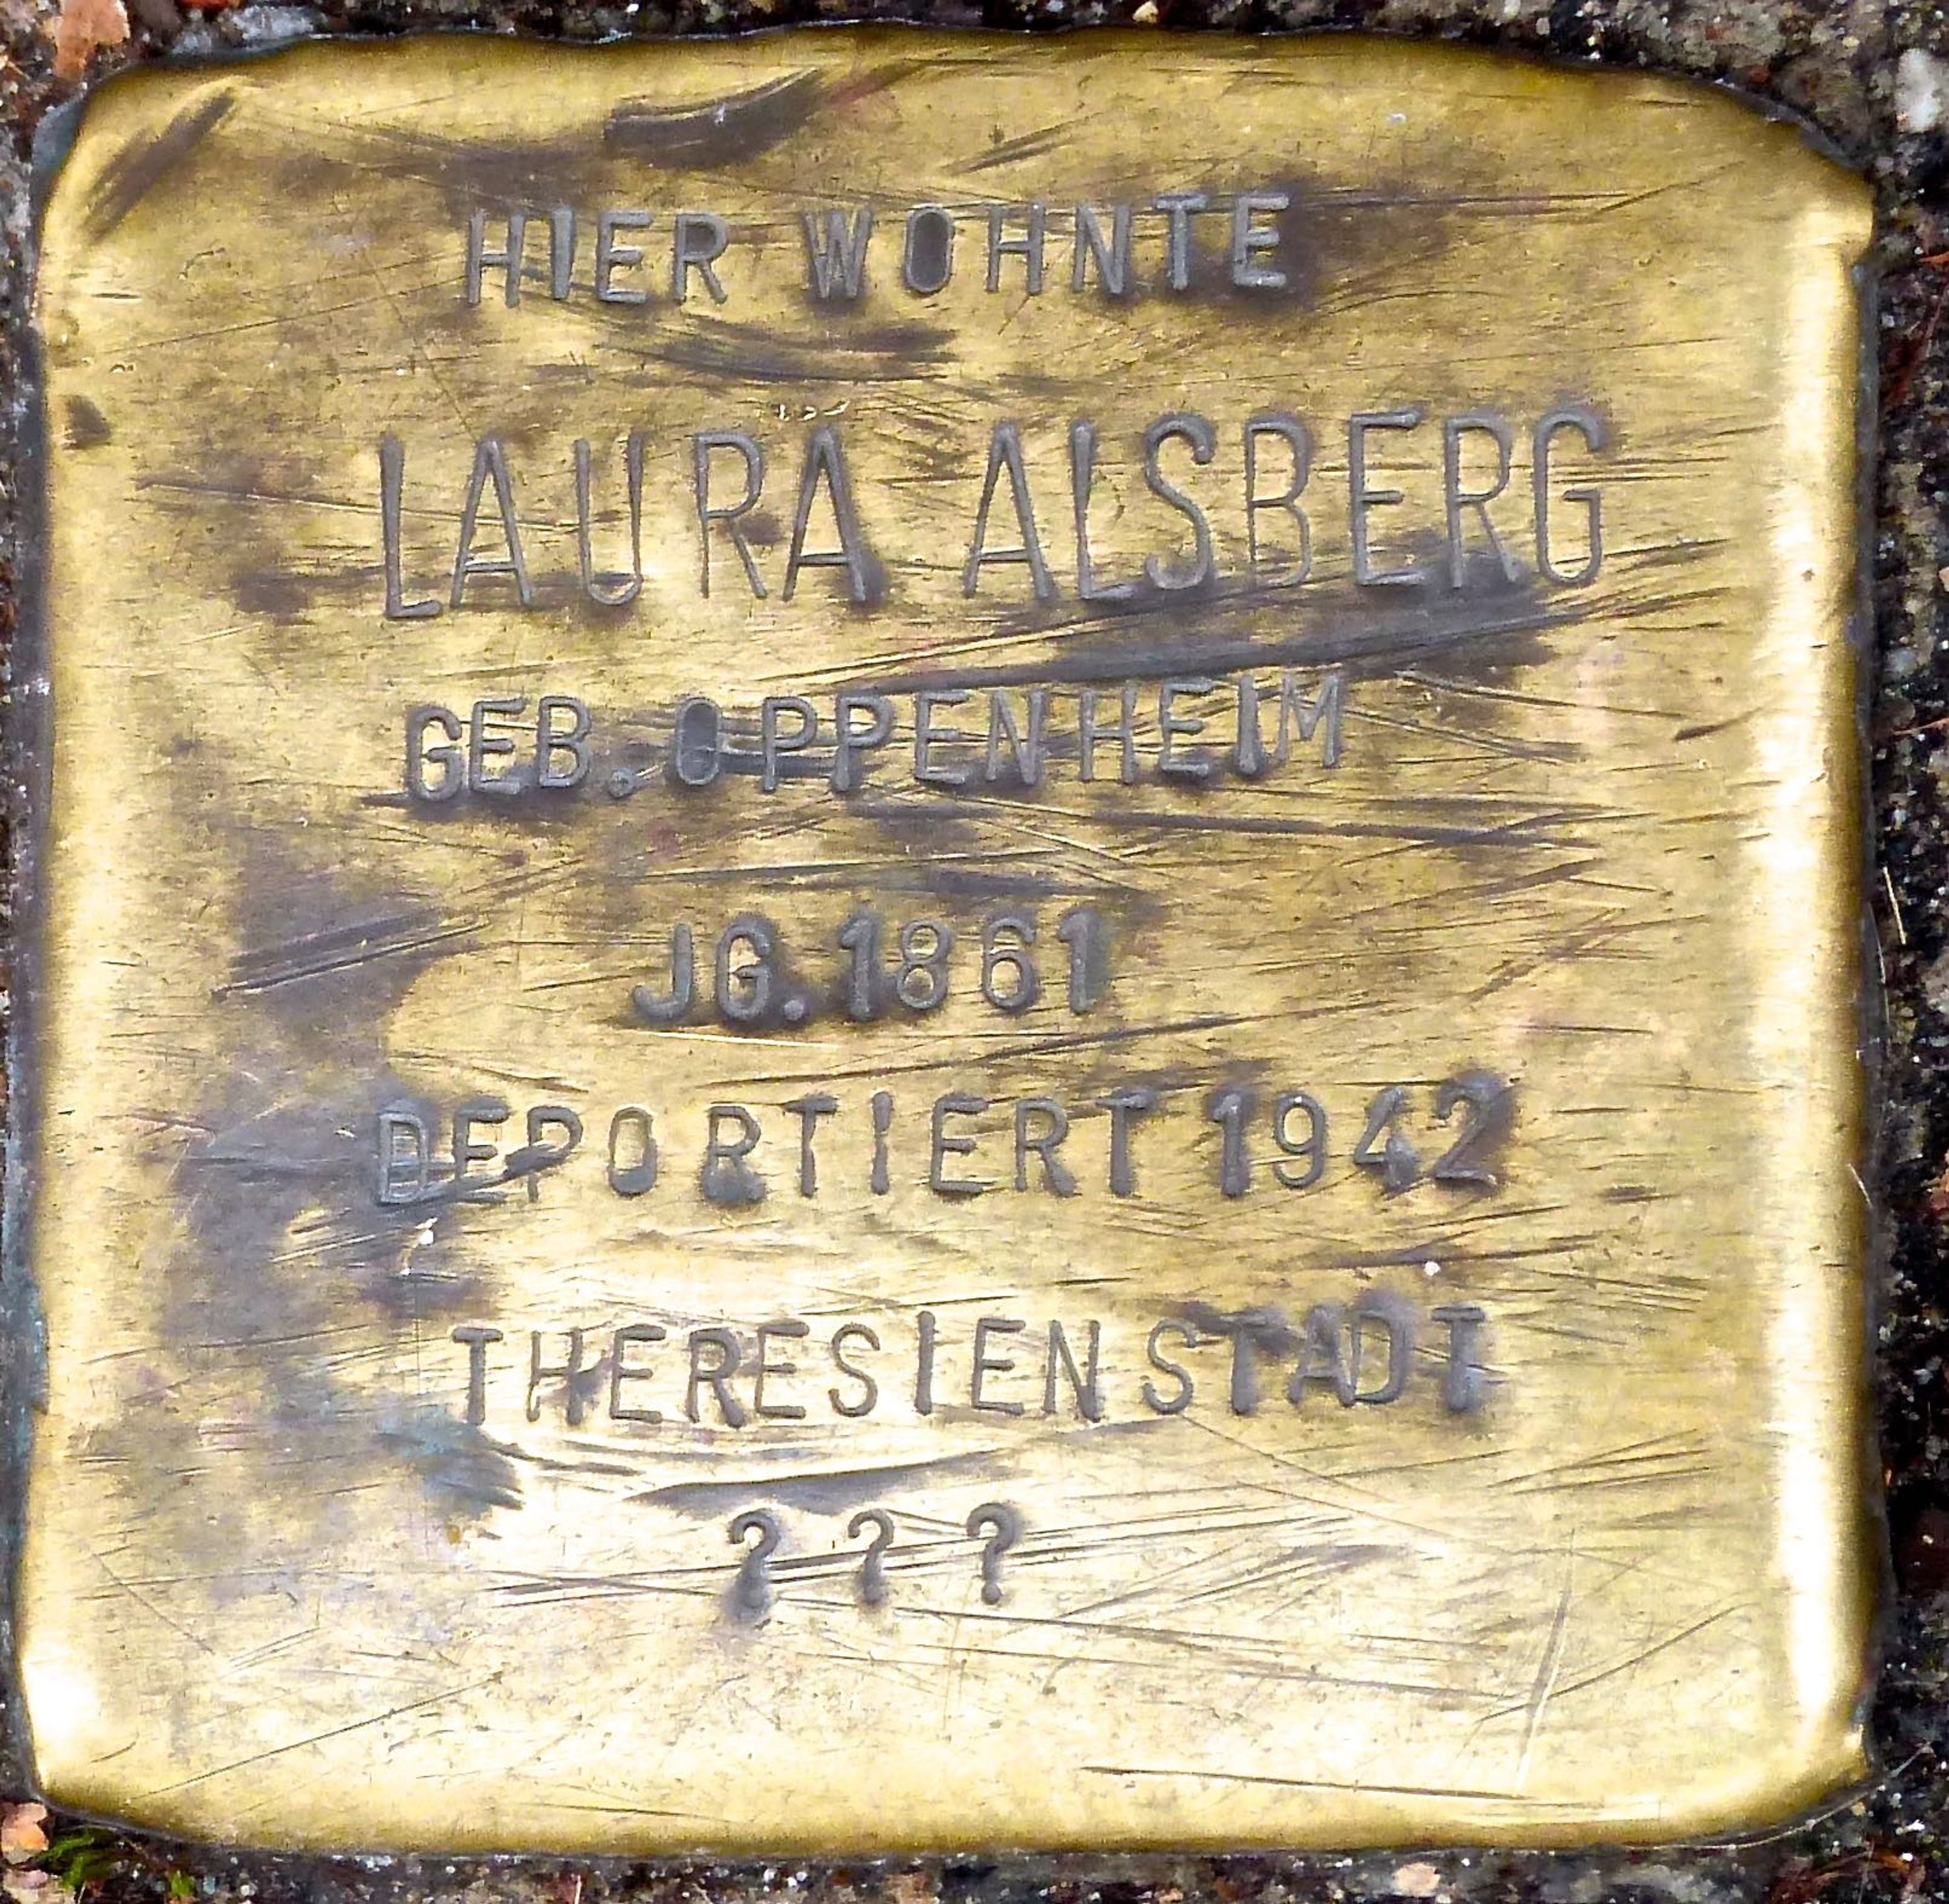 HIER WOHNTE
LAURA ALSBERG
GEB. OPPENHEIM
JG. 1861
DEPORTIERT 1942
THERESIENSTADT
? ? ?